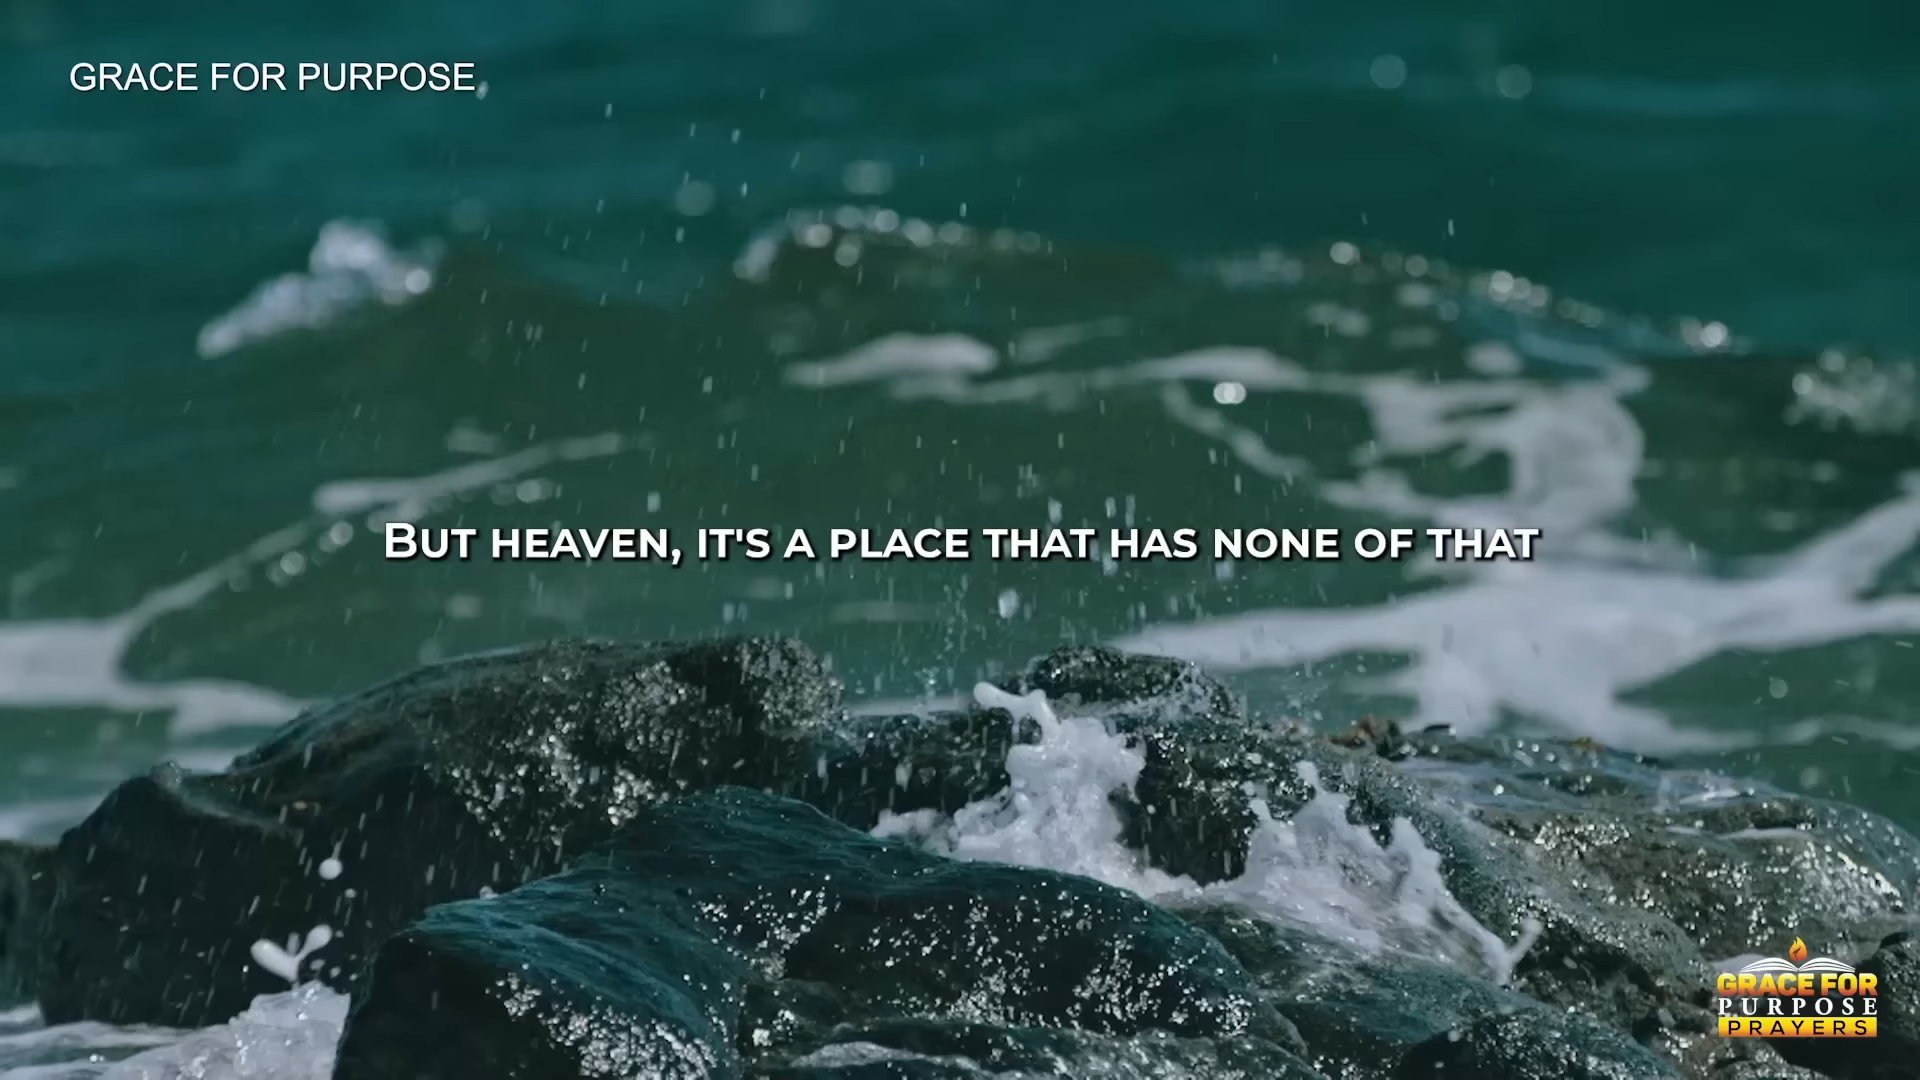 GRACE FOR PURPOSE
BUT HEAVEN, IT'S A PLACE THAT HAS NONE OF THAT
GRACE FOR
PURPOSE
PRAYERS